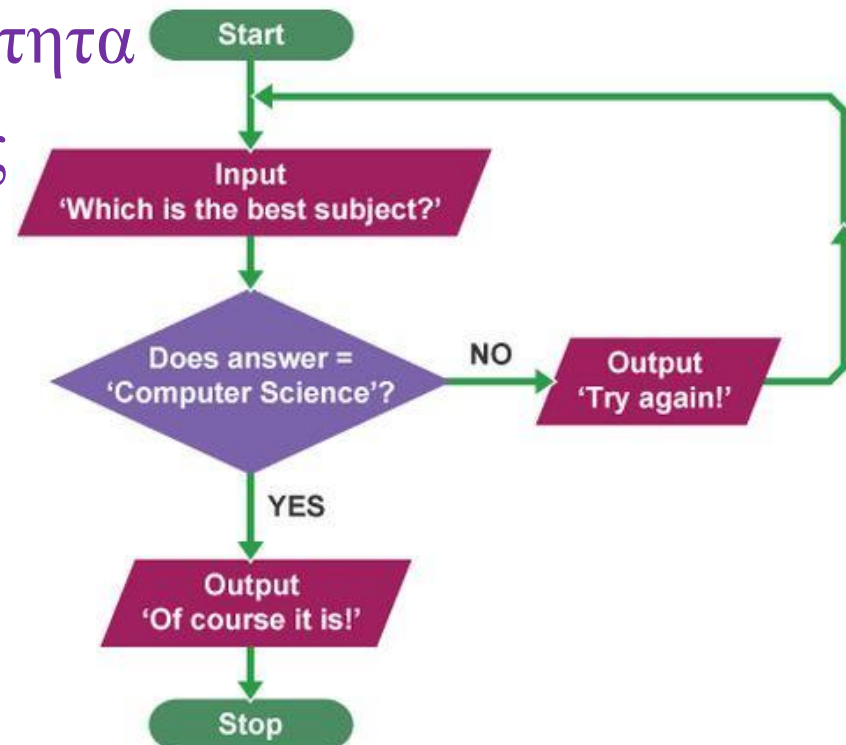 Start
Input
‘Which is the best subject?’
Does answer =
‘Computer Science’?
NO
Output
‘Try again!’
YES
Output
‘Of course it is!’
Stop